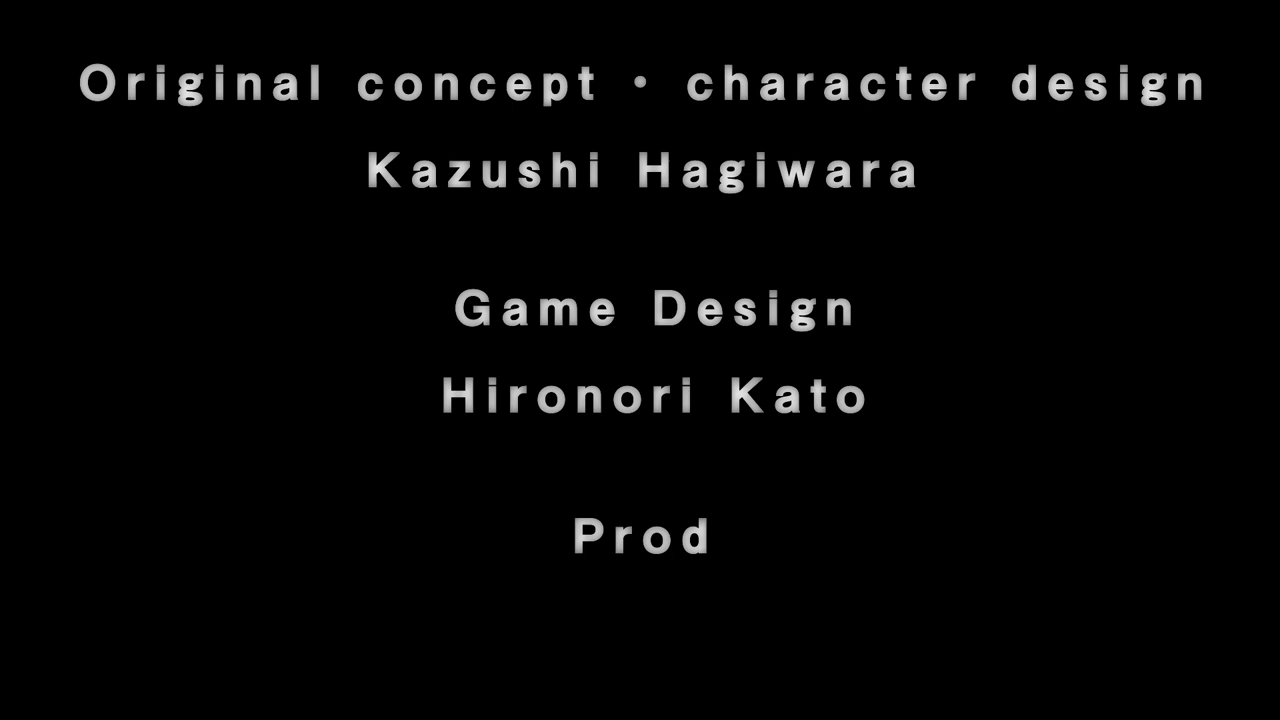 Original concept・character design
Kazushi Hagiwara
Game Design
Hironori Kato
Prod